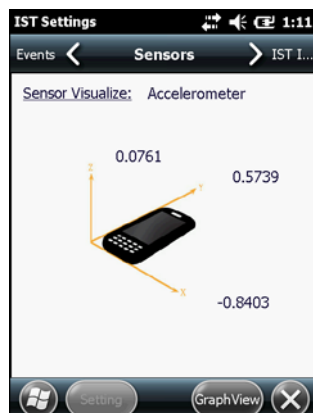 IST Settings 1:11
Events Sensors IST I...
Sensor Visualize: Accelerometer
0.0761
Z
Y
0.5739
X
-0.8403
Setting GraphView